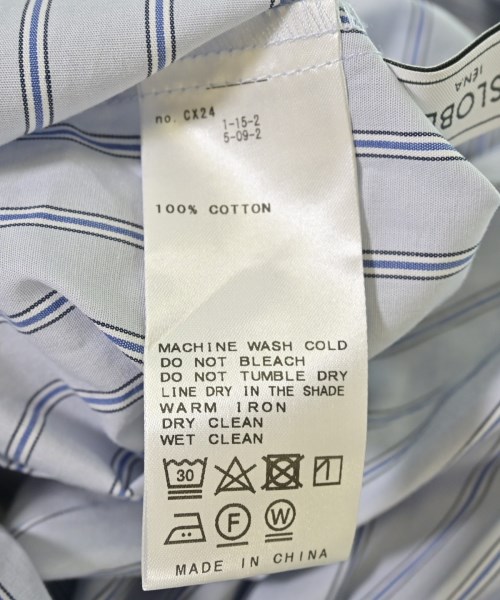 no. CX24
1-15-2
5-09-2
SLOBE
IENA
100% COTTON
MACHINE WASH COLD
DO NOT BLEACH
DO NOT TUMBLE DRY
LINE DRY IN THE SHADE
WARM IRON
DRY CLEAN
WET CLEAN
30
F W
MADE IN CHINA